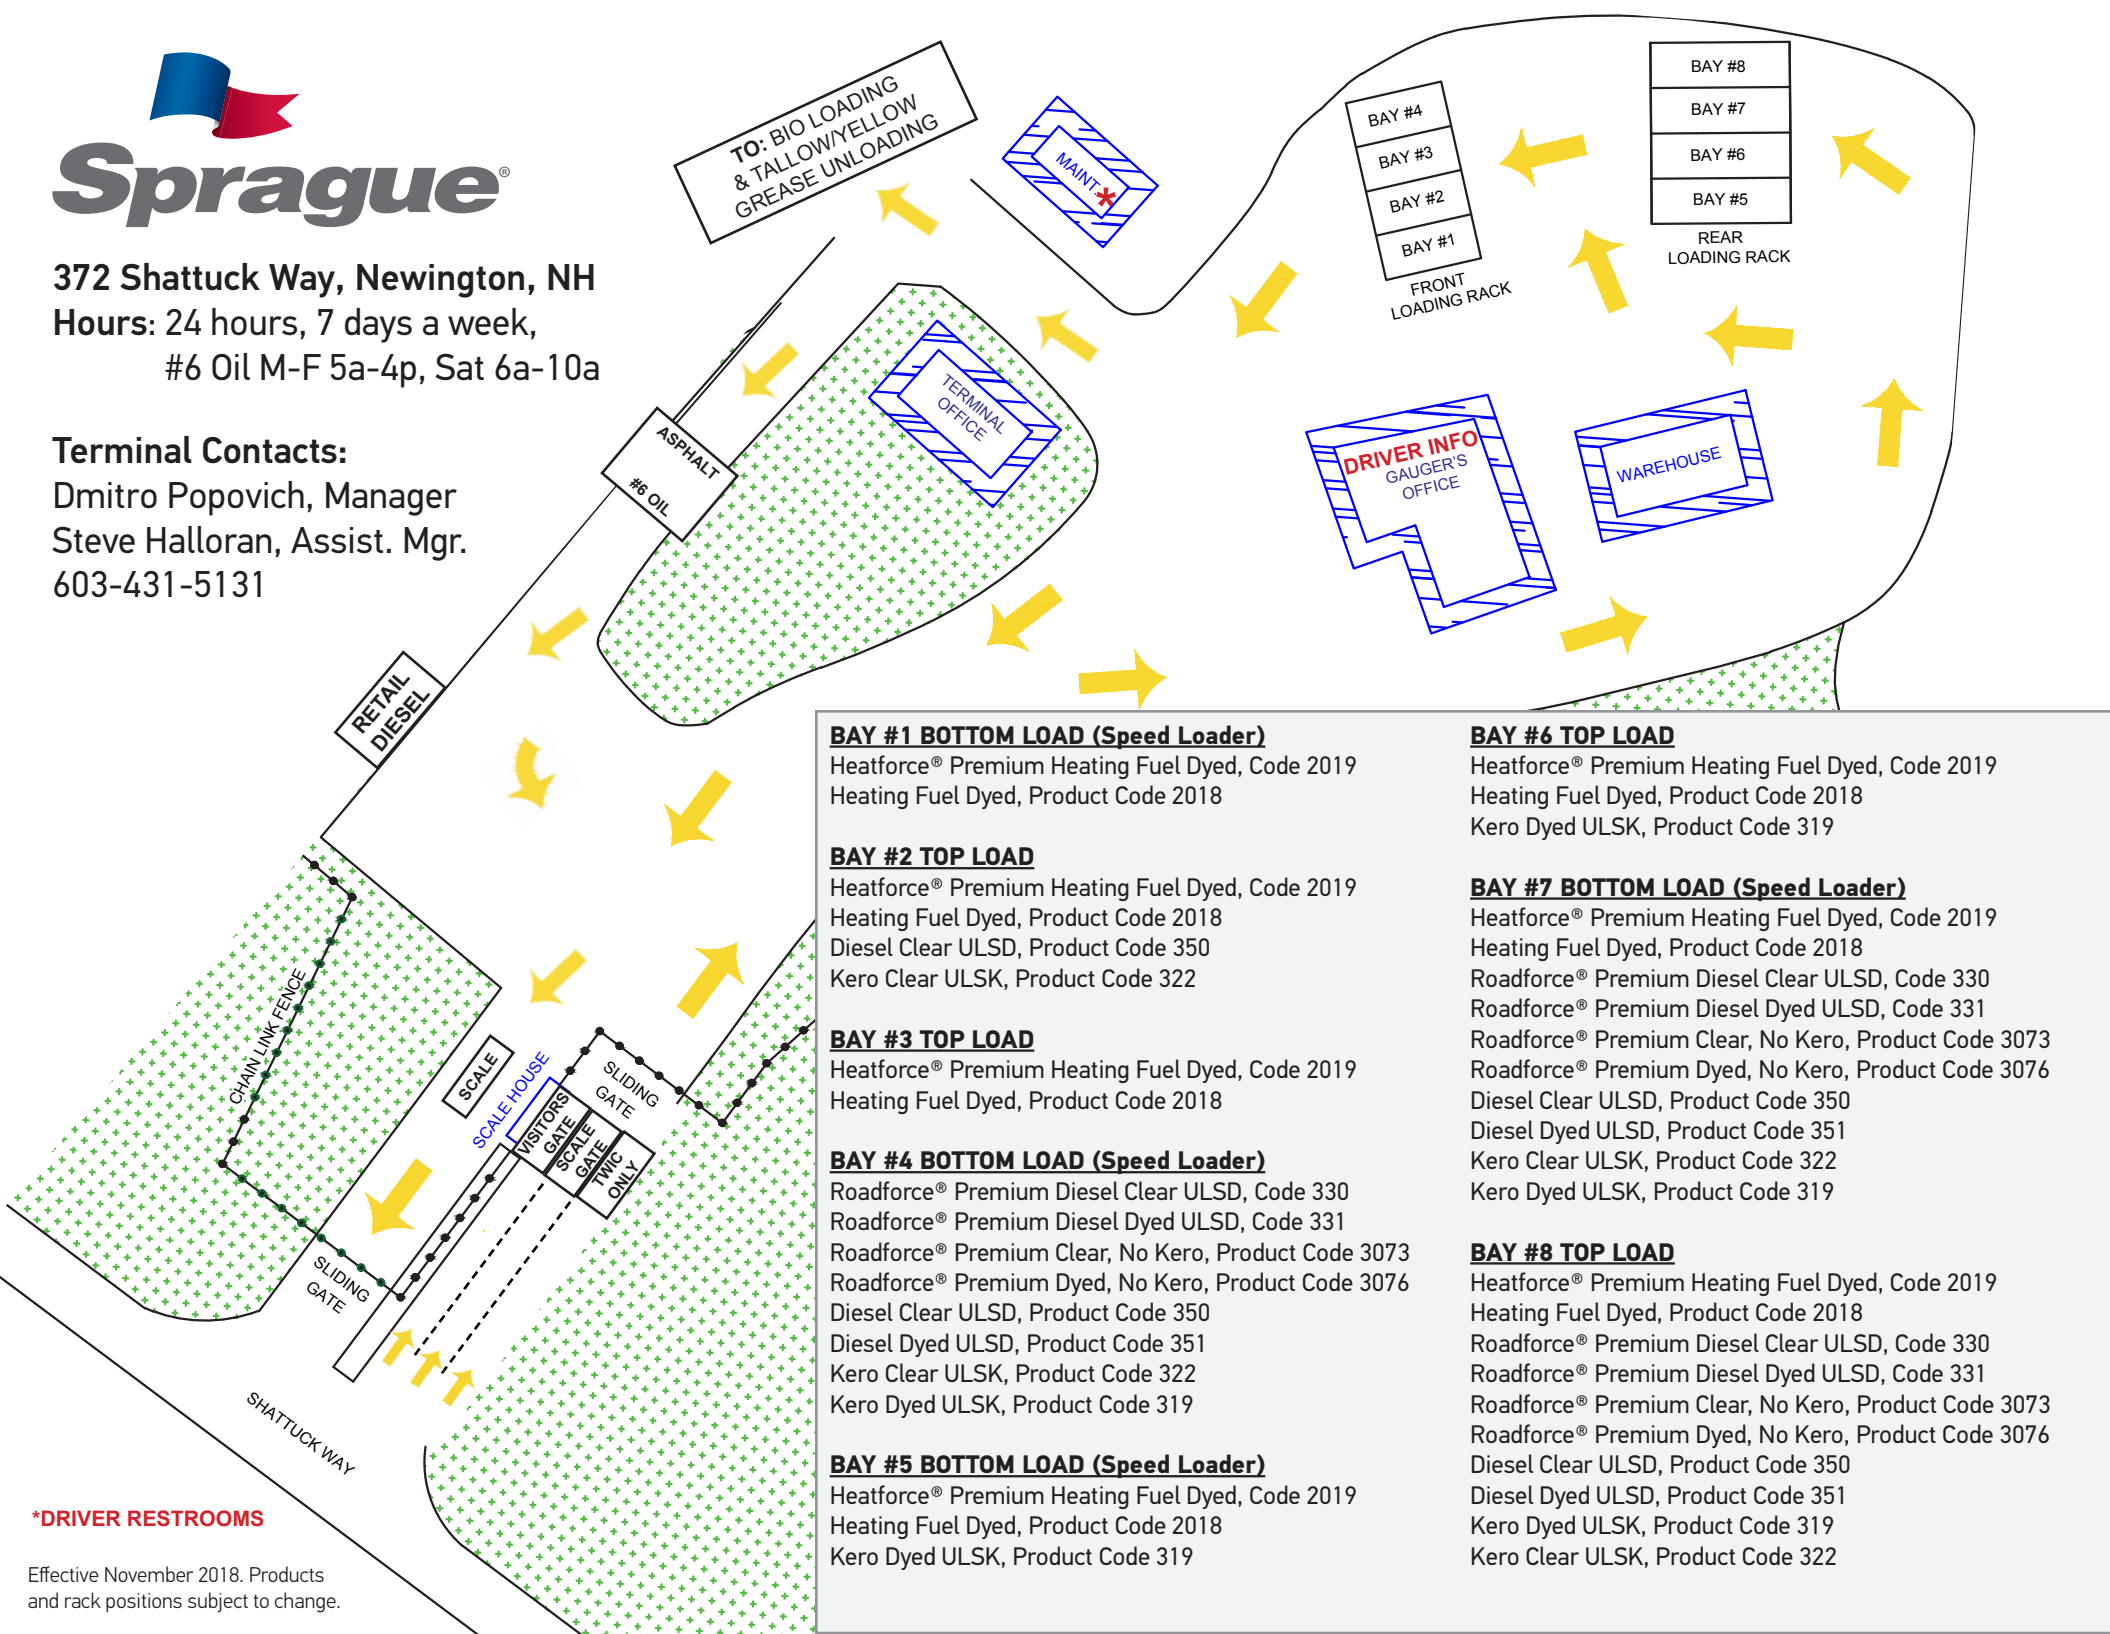 Sprague®
372 Shattuck Way, Newington, NH
Hours: 24 hours, 7 days a week,
#6 Oil M-F 5a-4p, Sat 6a-10a
Terminal Contacts:
Dmitro Popovich, Manager
Steve Halloran, Assist. Mgr.
603-431-5131
TO: BIO LOADING
& TALLOW/YELLOW
GREASE UNLOADING
MAINT.
*
BAY #4
BAY #3
BAY #2
BAY #1
FRONT
LOADING RACK
BAY #8
BAY #7
BAY #6
BAY #5
REAR
LOADING RACK
TERMINAL
OFFICE
ASPHALT
#6 OIL
DRIVER INFO
GAUGER'S
OFFICE
WAREHOUSE
RETAIL
DIESEL
CHAIN LINK FENCE
SCALE
SCALE HOUSE
VISITORS
GATE
SCALE
GATE
TWIC
ONLY
SLIDING
GATE
SLIDING
GATE
SHATTUCK WAY
*DRIVER RESTROOMS
Effective November 2018. Products
and rack positions subject to change.
BAY #1 BOTTOM LOAD (Speed Loader)
Heatforce® Premium Heating Fuel Dyed, Code 2019
Heating Fuel Dyed, Product Code 2018
BAY #2 TOP LOAD
Heatforce® Premium Heating Fuel Dyed, Code 2019
Heating Fuel Dyed, Product Code 2018
Diesel Clear ULSD, Product Code 350
Kero Clear ULSK, Product Code 322
BAY #3 TOP LOAD
Heatforce® Premium Heating Fuel Dyed, Code 2019
Heating Fuel Dyed, Product Code 2018
BAY #4 BOTTOM LOAD (Speed Loader)
Roadforce® Premium Diesel Clear ULSD, Code 330
Roadforce® Premium Diesel Dyed ULSD, Code 331
Roadforce® Premium Clear, No Kero, Product Code 3073
Roadforce® Premium Dyed, No Kero, Product Code 3076
Diesel Clear ULSD, Product Code 350
Diesel Dyed ULSD, Product Code 351
Kero Clear ULSK, Product Code 322
Kero Dyed ULSK, Product Code 319
BAY #5 BOTTOM LOAD (Speed Loader)
Heatforce® Premium Heating Fuel Dyed, Code 2019
Heating Fuel Dyed, Product Code 2018
Kero Dyed ULSK, Product Code 319
BAY #6 TOP LOAD
Heatforce® Premium Heating Fuel Dyed, Code 2019
Heating Fuel Dyed, Product Code 2018
Kero Dyed ULSK, Product Code 319
BAY #7 BOTTOM LOAD (Speed Loader)
Heatforce® Premium Heating Fuel Dyed, Code 2019
Heating Fuel Dyed, Product Code 2018
Roadforce® Premium Diesel Clear ULSD, Code 330
Roadforce® Premium Diesel Dyed ULSD, Code 331
Roadforce® Premium Clear, No Kero, Product Code 3073
Roadforce® Premium Dyed, No Kero, Product Code 3076
Diesel Clear ULSD, Product Code 350
Diesel Dyed ULSD, Product Code 351
Kero Clear ULSK, Product Code 322
Kero Dyed ULSK, Product Code 319
BAY #8 TOP LOAD
Heatforce® Premium Heating Fuel Dyed, Code 2019
Heating Fuel Dyed, Product Code 2018
Roadforce® Premium Diesel Clear ULSD, Code 330
Roadforce® Premium Diesel Dyed ULSD, Code 331
Roadforce® Premium Clear, No Kero, Product Code 3073
Roadforce® Premium Dyed, No Kero, Product Code 3076
Diesel Clear ULSD, Product Code 350
Diesel Dyed ULSD, Product Code 351
Kero Dyed ULSK, Product Code 319
Kero Clear ULSK, Product Code 322